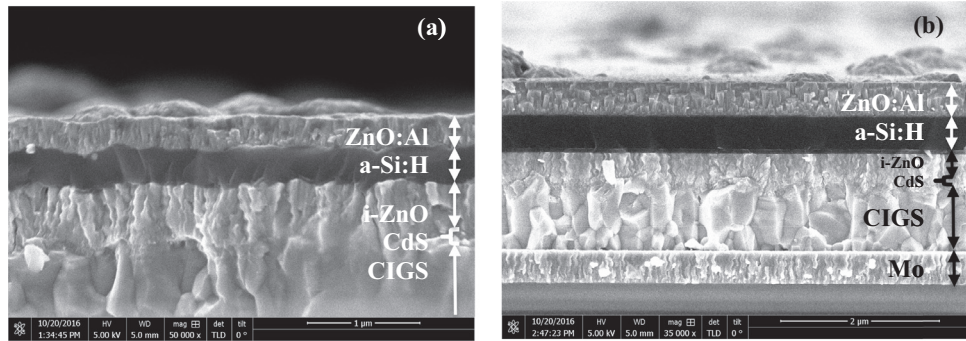 (a)
ZnO:Al
a-Si:H
i-ZnO
CdS
CIGS
10/20/2016 HV WD mag det tilt
1:34:45 PM 5.00 kV 5.0 mm 50 000 x TLD 0 ° 1 µm
(b)
ZnO:Al
a-Si:H
i-ZnO
CdS
CIGS
Mo
10/20/2016 HV WD mag det tilt
2:47:23 PM 5.00 kV 5.0 mm 35 000 x TLD 0 ° 2 µm